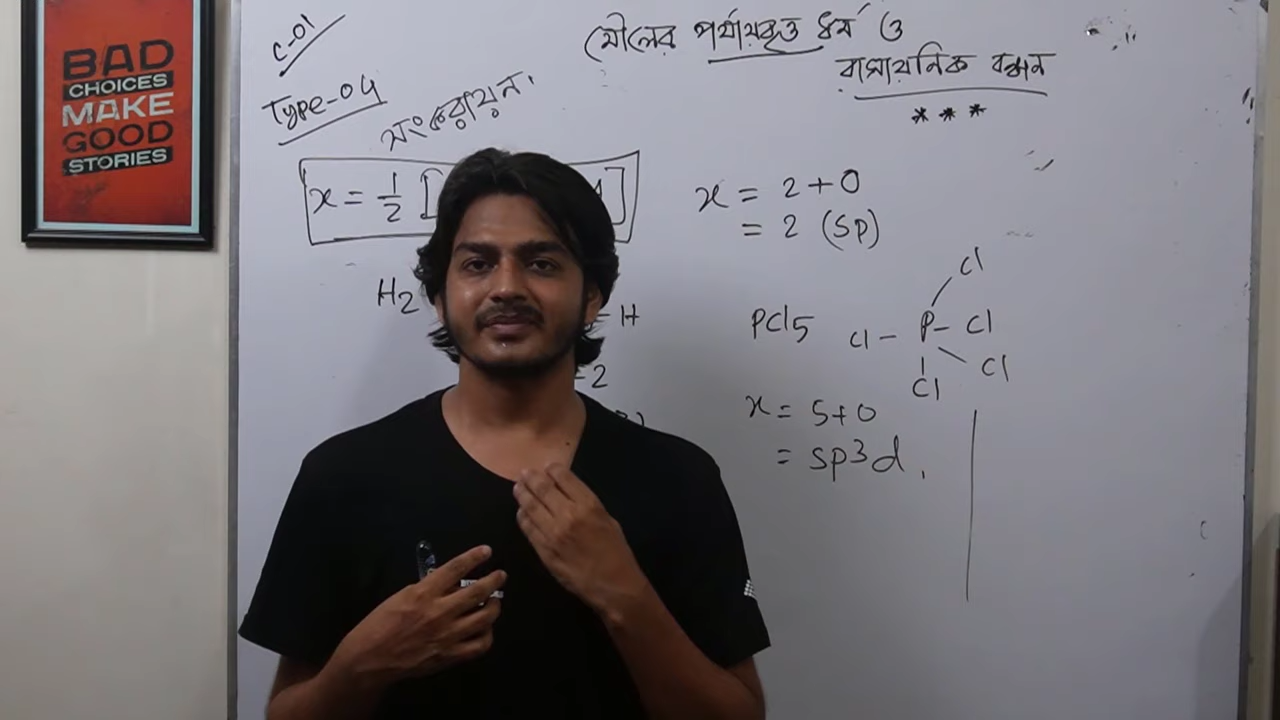 BAD
CHOICES
MAKE
GOOD
STORIES
C-01
Type-04
সংকরায়ন
x = 1/2 [
]
H2
- H
মৌলের পর্যায়বৃত্ত ধর্ম ও
রাসায়নিক বন্ধন
***
x = 2+0
= 2 (SP)
PCl5
Cl
Cl - P - Cl
Cl
Cl
x = 5+0
= sp3d,